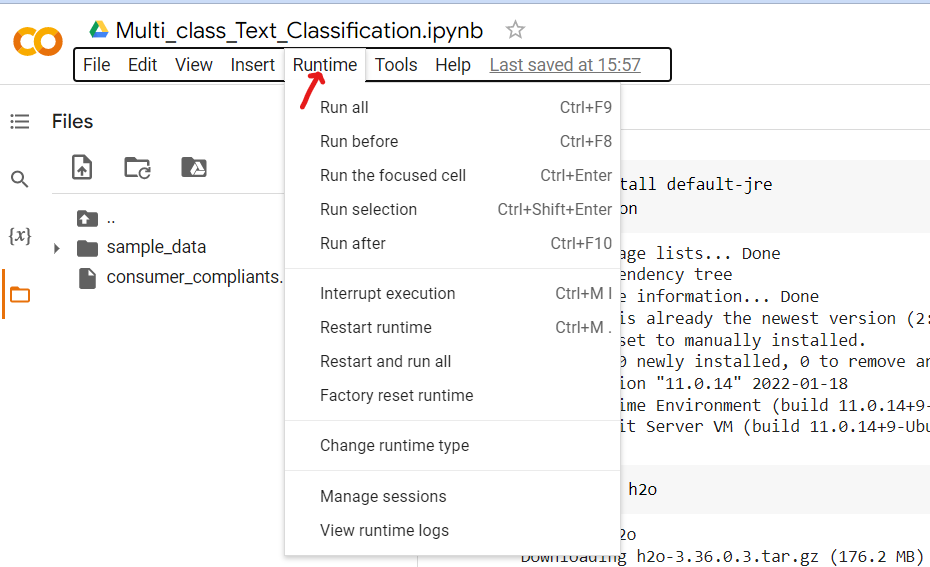 Multi_class_Text_Classification.ipynb
File Edit View Insert Runtime Tools Help Last saved at 15:57
Files
..
sample_data
consumer_compliants.
{x}
Run all Ctrl+F9
Run before Ctrl+F8
Run the focused cell Ctrl+Enter
Run selection Ctrl+Shift+Enter
Run after Ctrl+F10
Interrupt execution Ctrl+M I
Restart runtime Ctrl+M .
Restart and run all
Factory reset runtime
Change runtime type
Manage sessions
View runtime logs
tall default-jre
on
age lists... Done
endency tree
e information... Done
is already the newest version (2:
set to manually installed.
0 newly installed, 0 to remove an
ion "11.0.14" 2022-01-18
ime Environment (build 11.0.14+9-
it Server VM (build 11.0.14+9-Ubu
h2o
2o
Downloading h2o-3.36.0.3.tar.gz (176.2 MB)